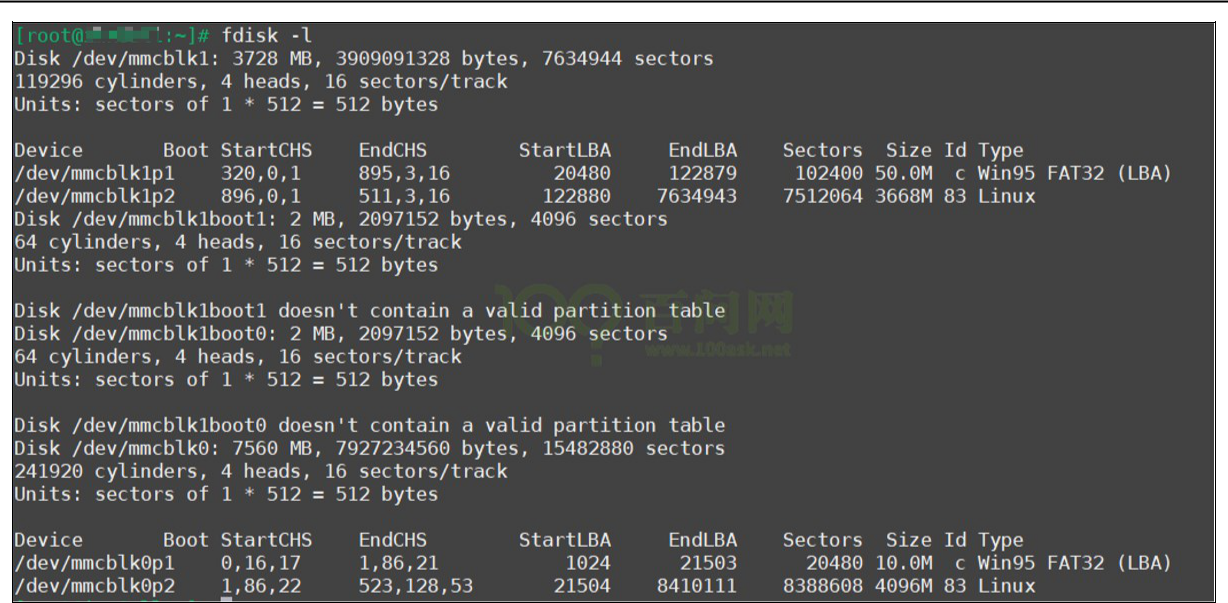 [root@:~]# fdisk -l
Disk /dev/mmcblk1: 3728 MB, 3909091328 bytes, 7634944 sectors
119296 cylinders, 4 heads, 16 sectors/track
Units: sectors of 1 * 512 = 512 bytes
Device Boot StartCHS EndCHS StartLBA EndLBA Sectors Size Id Type
/dev/mmcblk1p1 320,0,1 895,3,16 20480 122879 102400 50.0M c Win95 FAT32 (LBA)
/dev/mmcblk1p2 896,0,1 511,3,16 122880 7634943 7512064 3668M 83 Linux
Disk /dev/mmcblk1boot1: 2 MB, 2097152 bytes, 4096 sectors
64 cylinders, 4 heads, 16 sectors/track
Units: sectors of 1 * 512 = 512 bytes
Disk /dev/mmcblk1boot1 doesn't contain a valid partition table
Disk /dev/mmcblk1boot0: 2 MB, 2097152 bytes, 4096 sectors
64 cylinders, 4 heads, 16 sectors/track
Units: sectors of 1 * 512 = 512 bytes
100 百问网
www.100ask.net
Disk /dev/mmcblk1boot0 doesn't contain a valid partition table
Disk /dev/mmcblk0: 7560 MB, 7927234560 bytes, 15482880 sectors
241920 cylinders, 4 heads, 16 sectors/track
Units: sectors of 1 * 512 = 512 bytes
Device Boot StartCHS EndCHS StartLBA EndLBA Sectors Size Id Type
/dev/mmcblk0p1 0,16,17 1,86,21 1024 21503 20480 10.0M c Win95 FAT32 (LBA)
/dev/mmcblk0p2 1,86,22 523,128,53 21504 8410111 8388608 4096M 83 Linux